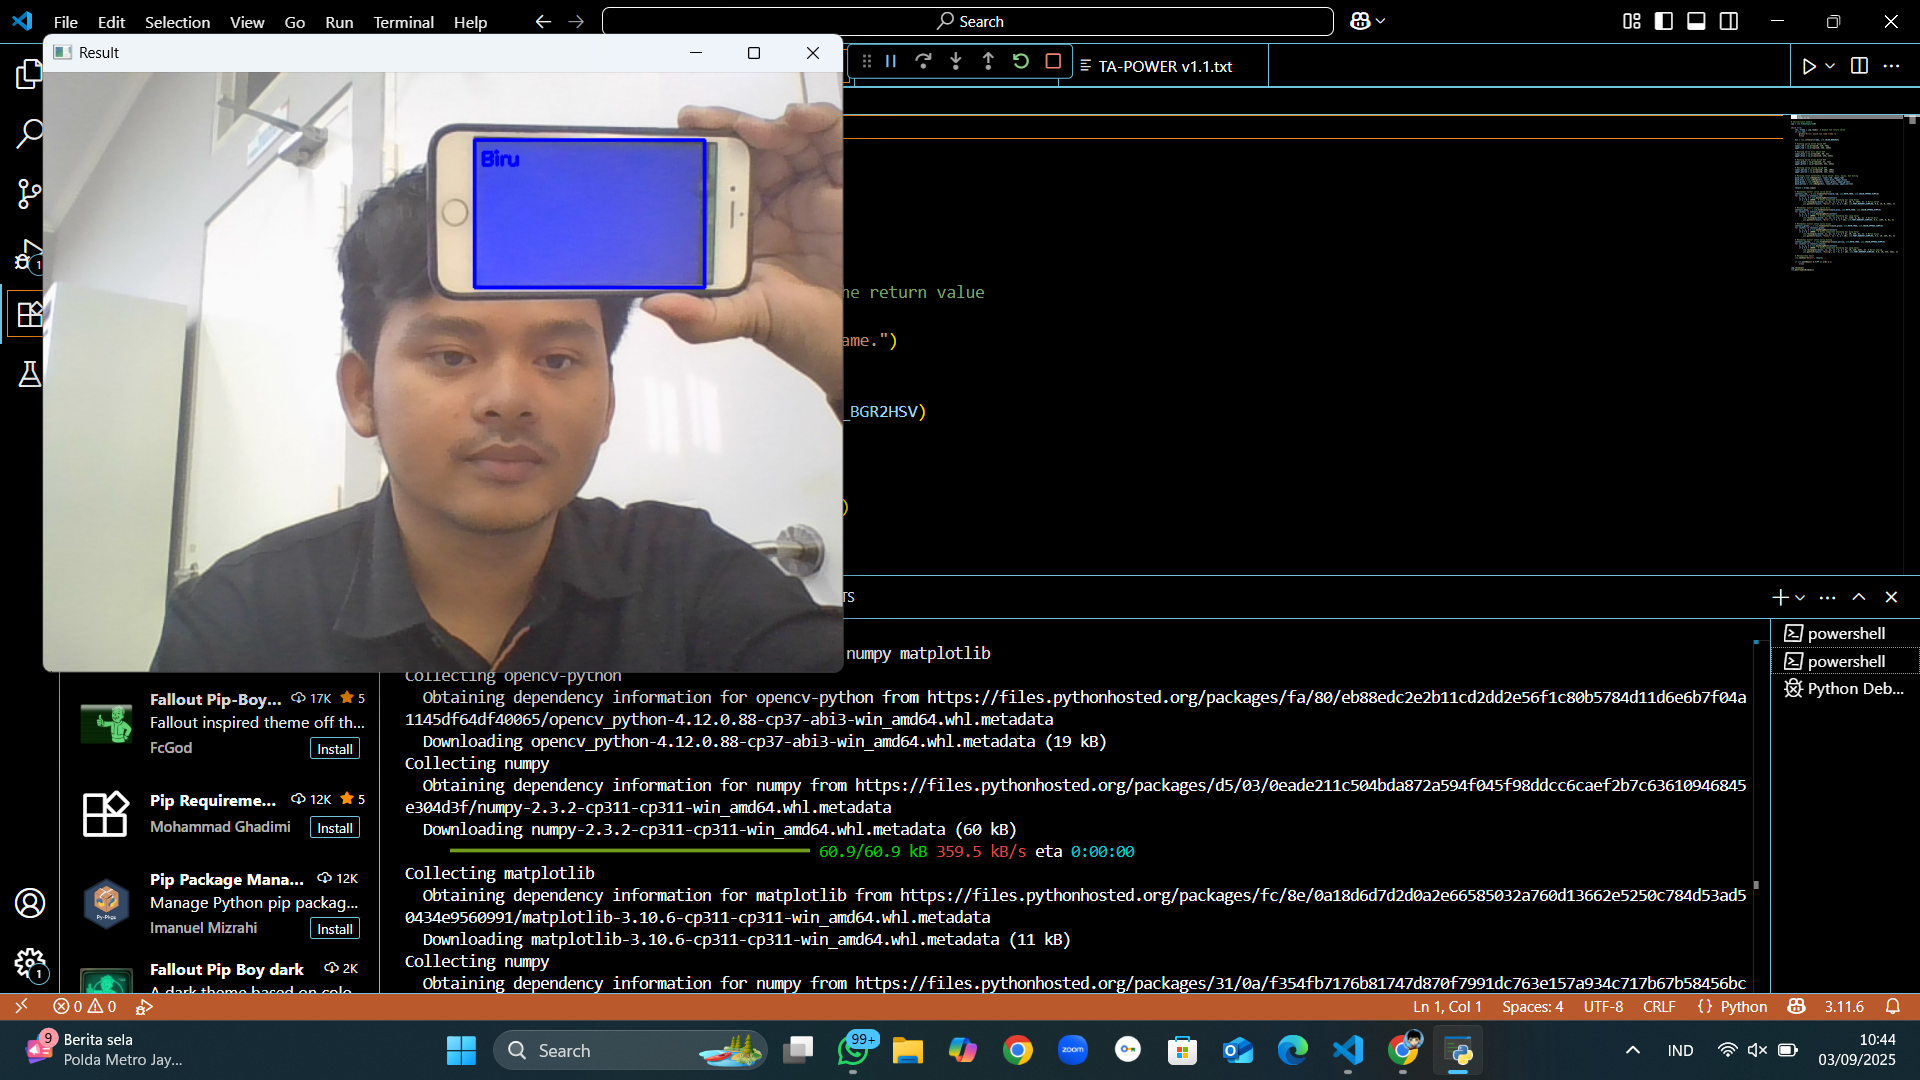 File Edit Selection View Go Run Terminal Help
Search
Result
TA-POWER v1.1.txt
Biru
1
he return value
ame.")
_BGR2HSV)
)
TS
numpy matplotlib
Collecting opencv-python
Obtaining dependency information for opencv-python from https://files.pythonhosted.org/packages/fa/80/eb88edc2e2b11cd2dd2e56f1c80b5784d11d6e6b7f04a
1145df64df40065/opencv_python-4.12.0.88-cp37-abi3-win_amd64.whl.metadata
Downloading opencv_python-4.12.0.88-cp37-abi3-win_amd64.whl.metadata (19 kB)
Collecting numpy
Obtaining dependency information for numpy from https://files.pythonhosted.org/packages/d5/03/0eade211c504bda872a594f045f98ddcc6caef2b7c63610946845
e304d3f/numpy-2.3.2-cp311-cp311-win_amd64.whl.metadata
Downloading numpy-2.3.2-cp311-cp311-win_amd64.whl.metadata (60 kB)
60.9/60.9 kB 359.5 kB/s eta 0:00:00
Collecting matplotlib
Obtaining dependency information for matplotlib from https://files.pythonhosted.org/packages/fc/8e/0a18d6d7d2d0a2e66585032a760d13662e5250c784d53ad5
0434e9560991/matplotlib-3.10.6-cp311-cp311-win_amd64.whl.metadata
Downloading matplotlib-3.10.6-cp311-cp311-win_amd64.whl.metadata (11 kB)
Collecting numpy
Obtaining dependency information for numpy from https://files.pythonhosted.org/packages/31/0a/f354fb7176b81747d870f7991dc763e157a934c717b67b58456bc
powershell
powershell
Python Deb...
Fallout Pip-Boy... 17K 5
Fallout inspired theme off th...
FcGod
Install
Pip Requireme... 12K 5
Mohammad Ghadimi
Install
Pip Package Mana... 12K
Manage Python pip packag...
Imanuel Mizrahi
Install
Py-Pkgs
Fallout Pip Boy dark 2K
A dark theme based on colo...
1
0 0
Ln 1, Col 1 Spaces: 4 UTF-8 CRLF {} Python 3.11.6
9
Berita sela
Polda Metro Jay...
Search
99+
zoom
IND
10:44
03/09/2025